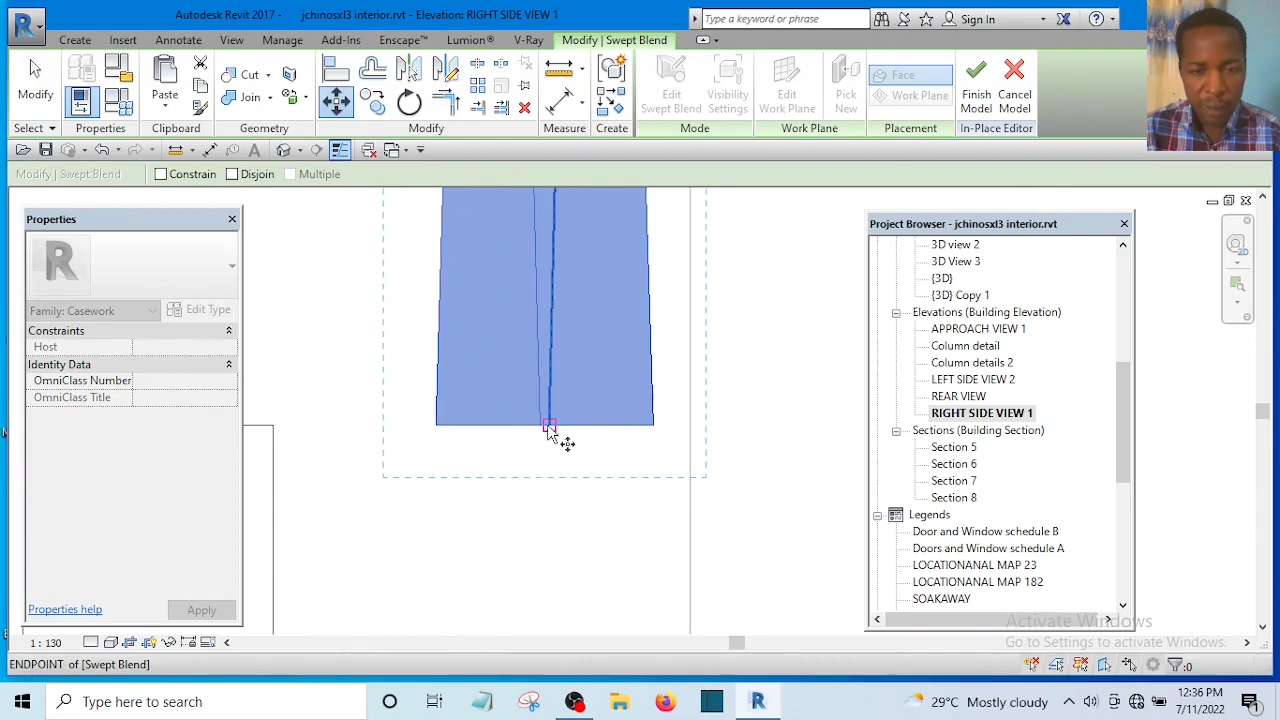 Autodesk Revit 2017 - jchinosxl3 interior.rvt - Elevation: RIGHT SIDE VIEW 1
Type a keyword or phrase
Sign In
Create Insert Annotate View Manage Add-Ins Enscape™ Lumion® V-Ray Modify | Swept Blend
Modify
Paste
Cut
Join
Edit Swept Blend
Visibility Settings
Edit Work Plane
Pick New
Face
Work Plane
Finish Model
Cancel Model
Select Properties Clipboard Geometry Modify Measure Create Mode Work Plane Placement In-Place Editor
Modify | Swept Blend Constrain Disjoin Multiple
Properties
Family: Casework Edit Type
Constraints
Host
Identity Data
OmniClass Number
OmniClass Title
Properties help Apply
Project Browser - jchinosxl3 interior.rvt
3D view 2
3D View 3
{3D}
{3D} Copy 1
Elevations (Building Elevation)
APPROACH VIEW 1
Column detail
Column details 2
LEFT SIDE VIEW 2
REAR VIEW
RIGHT SIDE VIEW 1
Sections (Building Section)
Section 5
Section 6
Section 7
Section 8
Legends
Door and Window schedule B
Doors and Window schedule A
LOCATIONANAL MAP 23
LOCATIONANAL MAP 182
SOAKAWAY
2D
Activate Windows
Go to Settings to activate Windows.
1 : 130
ENDPOINT of [Swept Blend]
:0
Type here to search
29°C Mostly cloudy
12:36 PM
7/11/2022